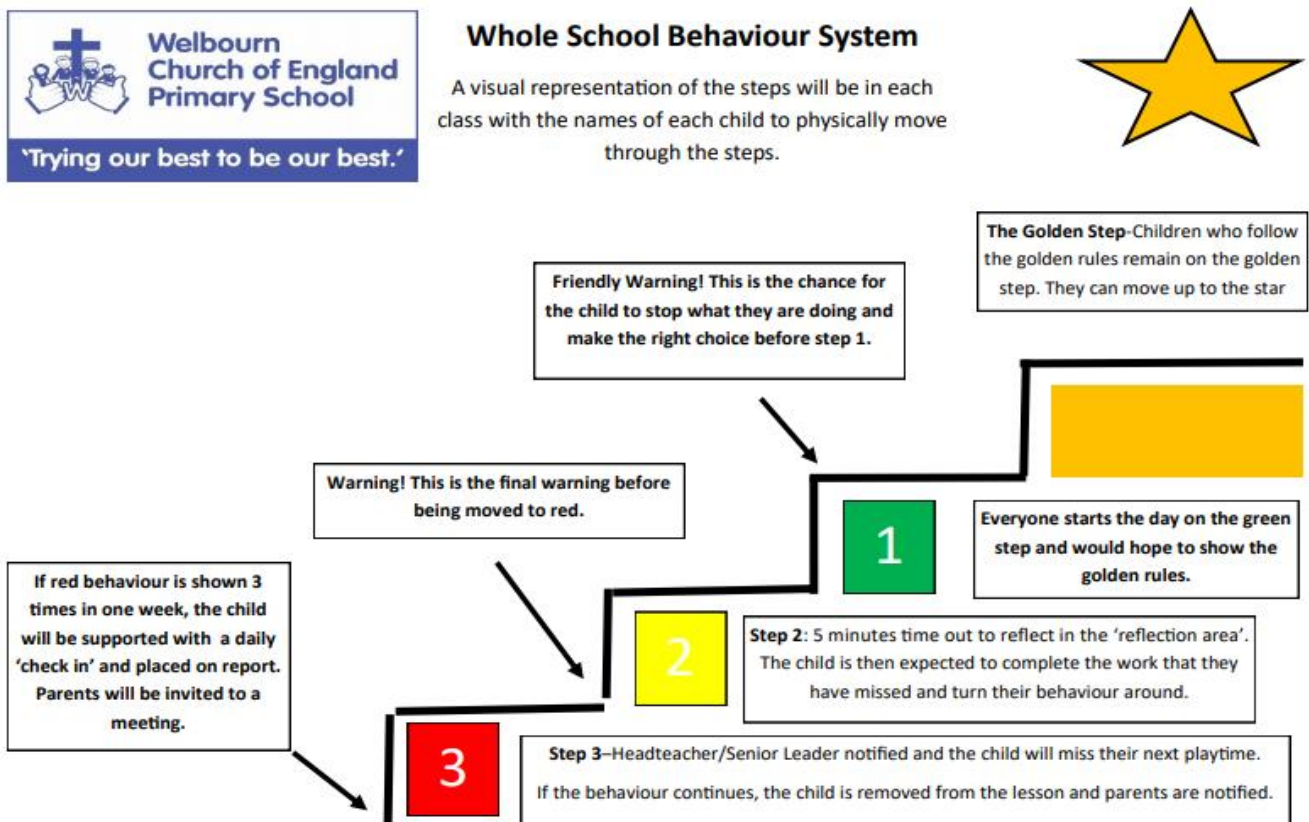 Welbourn
Church of England
Primary School
'Trying our best to be our best.'
Whole School Behaviour System
A visual representation of the steps will be in each
class with the names of each child to physically move
through the steps.
The Golden Step-Children who follow
the golden rules remain on the golden
step. They can move up to the star
Friendly Warning! This is the chance for
the child to stop what they are doing and
make the right choice before step 1.
Warning! This is the final warning before
being moved to red.
1
Everyone starts the day on the green
step and would hope to show the
golden rules.
If red behaviour is shown 3
times in one week, the child
will be supported with a daily
'check in' and placed on report.
Parents will be invited to a
meeting.
2
Step 2: 5 minutes time out to reflect in the 'reflection area'.
The child is then expected to complete the work that they
have missed and turn their behaviour around.
3
Step 3–Headteacher/Senior Leader notified and the child will miss their next playtime.
If the behaviour continues, the child is removed from the lesson and parents are notified.